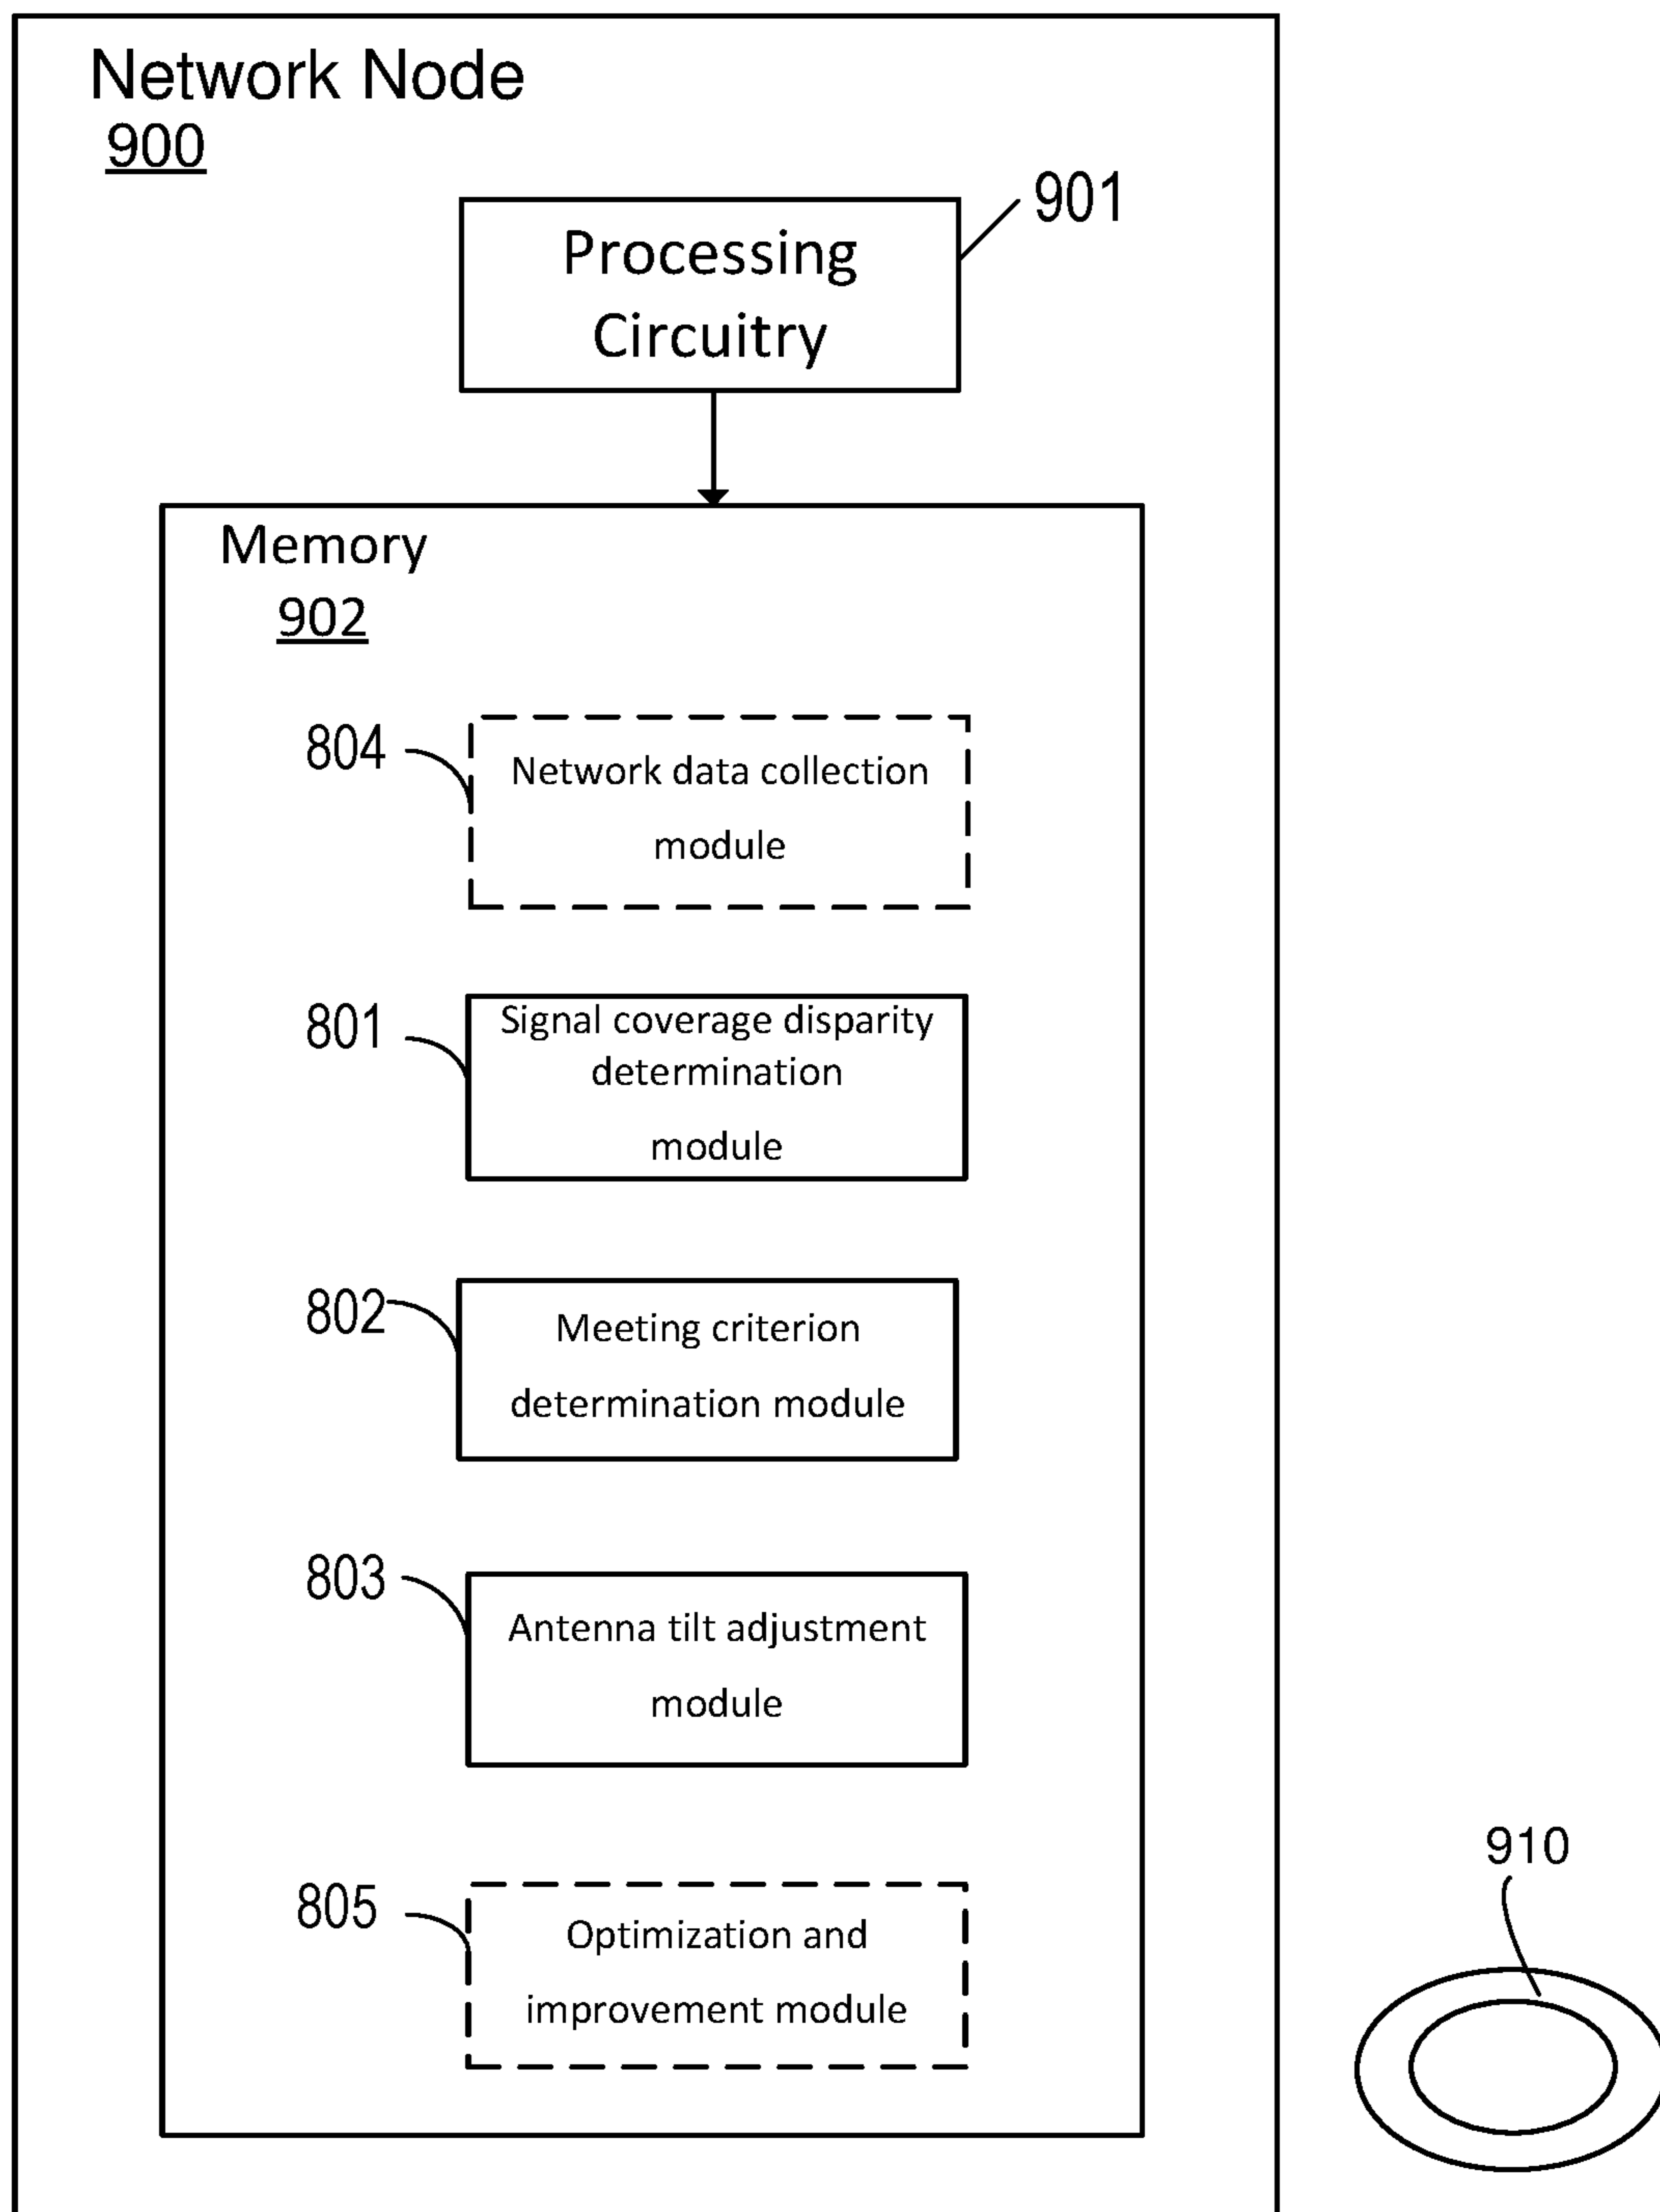 Network Node
900
901
Processing
Circuitry
Memory
902
804
Network data collection
module
801
Signal coverage disparity
determination
module
802
Meeting criterion
determination module
803
Antenna tilt adjustment
module
805
Optimization and
improvement module
910